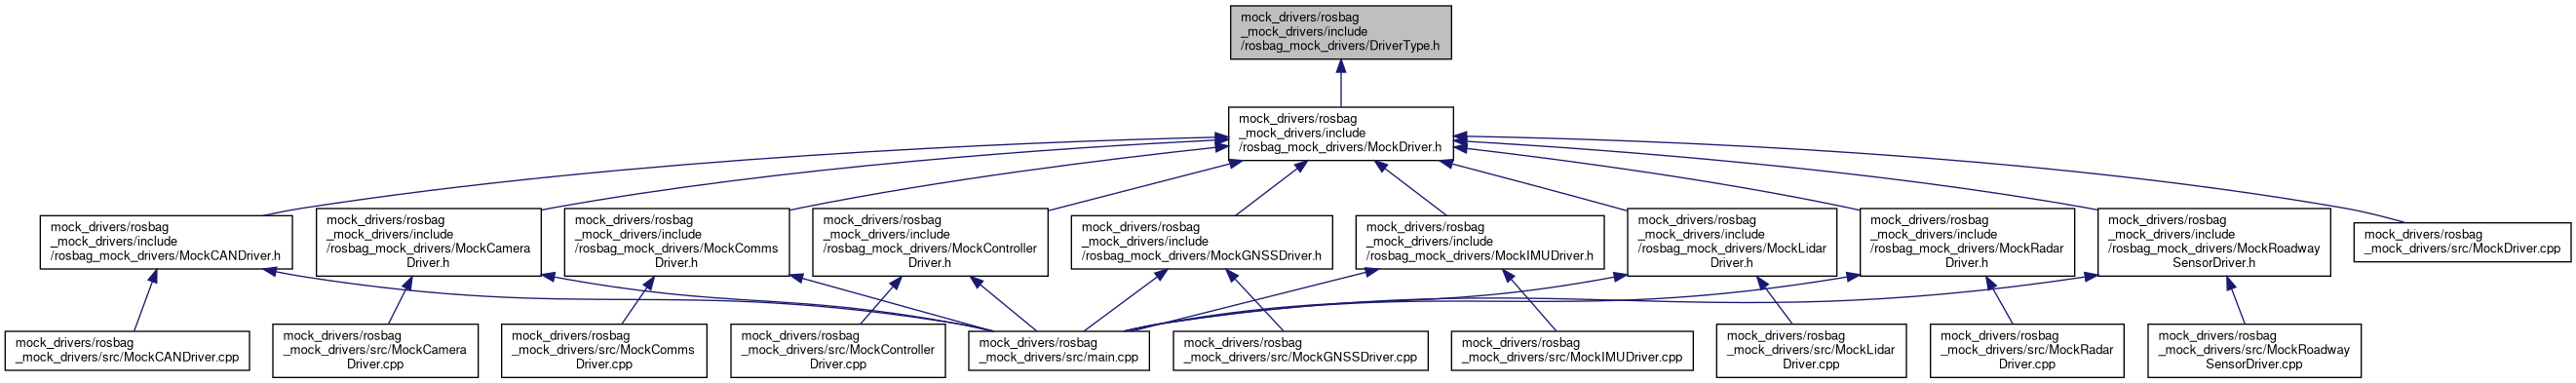 mock_drivers/rosbag
_mock_drivers/include
/rosbag_mock_drivers/DriverType.h
mock_drivers/rosbag
_mock_drivers/include
/rosbag_mock_drivers/MockDriver.h
mock_drivers/rosbag
_mock_drivers/include
/rosbag_mock_drivers/MockCANDriver.h
mock_drivers/rosbag
_mock_drivers/include
/rosbag_mock_drivers/MockCamera
Driver.h
mock_drivers/rosbag
_mock_drivers/include
/rosbag_mock_drivers/MockComms
Driver.h
mock_drivers/rosbag
_mock_drivers/include
/rosbag_mock_drivers/MockController
Driver.h
mock_drivers/rosbag
_mock_drivers/include
/rosbag_mock_drivers/MockGNSSDriver.h
mock_drivers/rosbag
_mock_drivers/include
/rosbag_mock_drivers/MockIMUDriver.h
mock_drivers/rosbag
_mock_drivers/include
/rosbag_mock_drivers/MockLidar
Driver.h
mock_drivers/rosbag
_mock_drivers/include
/rosbag_mock_drivers/MockRadar
Driver.h
mock_drivers/rosbag
_mock_drivers/include
/rosbag_mock_drivers/MockRoadway
SensorDriver.h
mock_drivers/rosbag
_mock_drivers/src/MockDriver.cpp
mock_drivers/rosbag
_mock_drivers/src/MockCANDriver.cpp
mock_drivers/rosbag
_mock_drivers/src/MockCamera
Driver.cpp
mock_drivers/rosbag
_mock_drivers/src/MockComms
Driver.cpp
mock_drivers/rosbag
_mock_drivers/src/MockController
Driver.cpp
mock_drivers/rosbag
_mock_drivers/src/main.cpp
mock_drivers/rosbag
_mock_drivers/src/MockGNSSDriver.cpp
mock_drivers/rosbag
_mock_drivers/src/MockIMUDriver.cpp
mock_drivers/rosbag
_mock_drivers/src/MockLidar
Driver.cpp
mock_drivers/rosbag
_mock_drivers/src/MockRadar
Driver.cpp
mock_drivers/rosbag
_mock_drivers/src/MockRoadway
SensorDriver.cpp